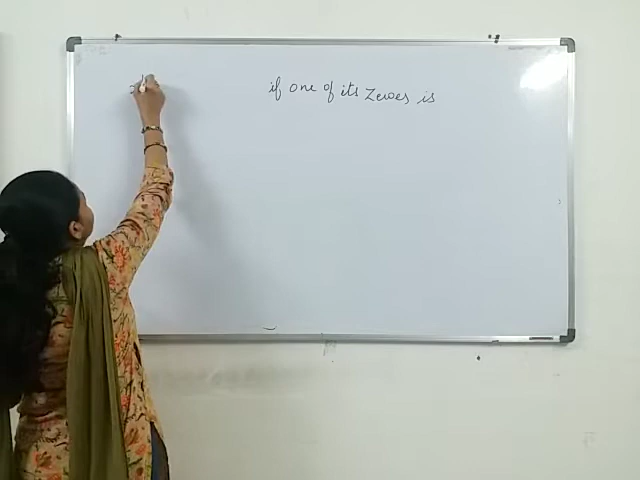 if one of its zeroes is